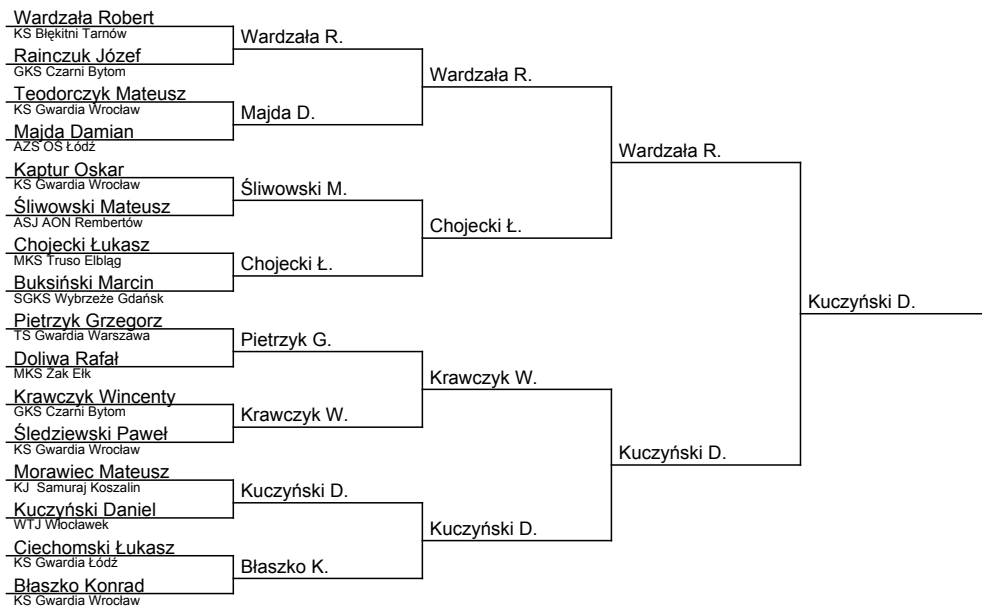 Wardzała Robert
KS Błękitni Tarnów
Wardzała R.
Rainczuk Józef
GKS Czarni Bytom
Wardzała R.
Teodorczyk Mateusz
KS Gwardia Wrocław
Majda D.
Majda Damian
AZS OŚ Łódź
Wardzała R.
Kaptur Oskar
KS Gwardia Wrocław
Śliwowski M.
Śliwowski Mateusz
ASJ AON Rembertów
Chojecki Ł.
Chojecki Łukasz
MKS Truso Elbląg
Chojecki Ł.
Buksiński Marcin
SGKS Wybrzeże Gdańsk
Kuczyński D.
Pietrzyk Grzegorz
TS Gwardia Warszawa
Pietrzyk G.
Doliwa Rafał
MKS Żak Ełk
Krawczyk W.
Krawczyk Wincenty
GKS Czarni Bytom
Krawczyk W.
Śledziewski Paweł
KS Gwardia Wrocław
Kuczyński D.
Morawiec Mateusz
KJ  Samuraj Koszalin
Kuczyński D.
Kuczyński Daniel
WTJ Włocławek
Kuczyński D.
Ciechomski Łukasz
KS Gwardia Łódź
Błaszko K.
Błaszko Konrad
KS Gwardia Wrocław